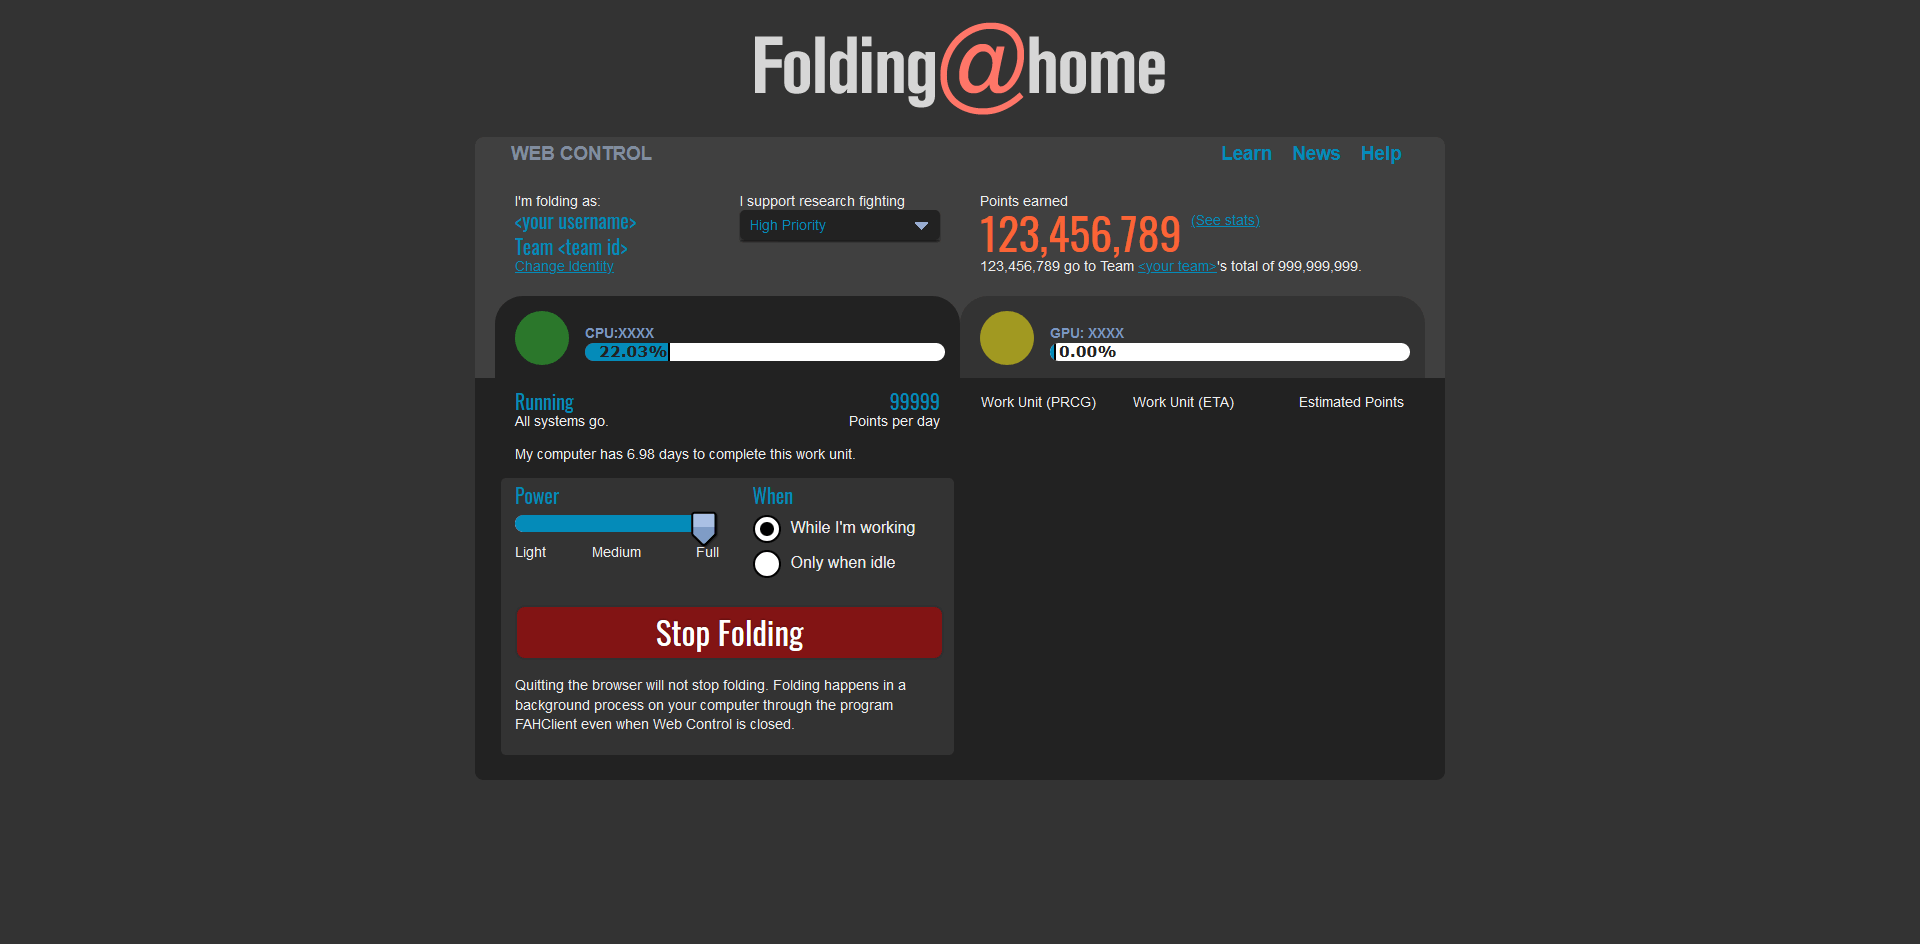 Folding@home
WEB CONTROL
Learn News Help
I'm folding as:
<your username>
Team <team id>
Change Identity
I support research fighting
High Priority
Points earned
123,456,789 (See stats)
123,456,789 go to Team <your team>'s total of 999,999,999.
CPU:XXXX
22.03%
GPU: XXXX
0.00%
Running
All systems go.
99999
Points per day
My computer has 6.98 days to complete this work unit.
Power
Light Medium Full
When
While I'm working
Only when idle
Stop Folding
Quitting the browser will not stop folding. Folding happens in a
background process on your computer through the program
FAHClient even when Web Control is closed.
Work Unit (PRCG) Work Unit (ETA) Estimated Points